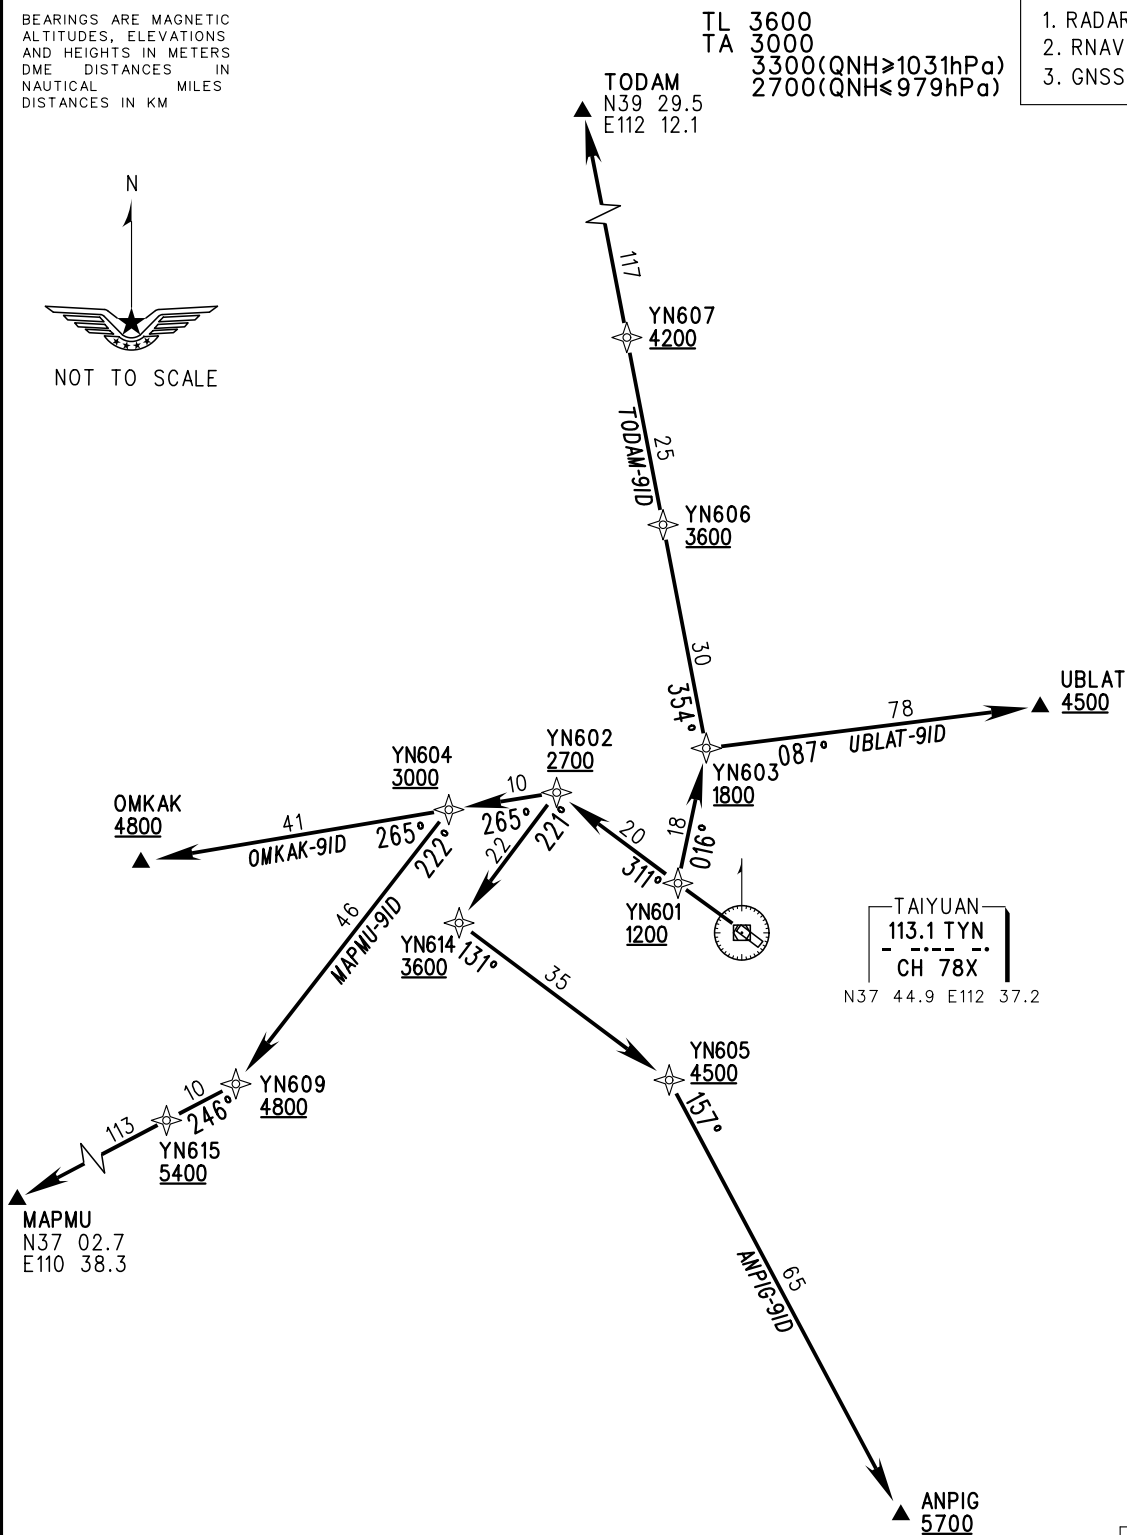 BEARINGS ARE MAGNETIC
ALTITUDES, ELEVATIONS
AND HEIGHTS IN METERS
DME DISTANCES IN
NAUTICAL MILES
DISTANCES IN KM
TL 3600
TA 3000
3300(QNH≥1031hPa)
2700(QNH≤979hPa)
1. RADAR
2. RNAV
3. GNSS
TODAM
N39 29.5
E112 12.1
N
NOT TO SCALE
117
YN607
4200
25
TODAM-9ID
YN606
3600
30
354°
UBLAT
4500
78
087°
UBLAT-9ID
YN603
1800
YN602
2700
YN604
3000
10
265°
OMKAK
4800
41
265°
OMKAK-9ID
222°
22
221°
20
311°
18
016°
YN601
1200
46
MAPMU-9ID
YN614
3600
131°
35
TAIYUAN
113.1 TYN
CH 78X
N37 44.9 E112 37.2
YN605
4500
157°
YN609
4800
10
246°
YN615
5400
113
MAPMU
N37 02.7
E110 38.3
65
ANPIG-9ID
ANPIG
5700